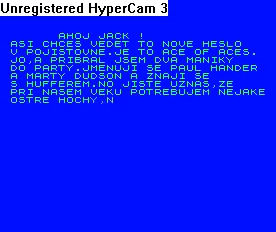 Unregistered HyperCam 3
AHOJ JACK !
ASI CHCES VEDET TO NOVE HESLO
V POJISTOVNE.JE TO ACE OF ACES.
JO,A PRIBRAL JSEM DVA MANIKY
DO PARTY.JMENUJI SE PAUL HANDER
A MARTY DUDSON A ZNAJI SE
S HUFFEREM.NO JISTE UZNAS,ZE
PRI NASEM VEKU POTREBUJEM NEJAKE
OSTRE HOCHY,N